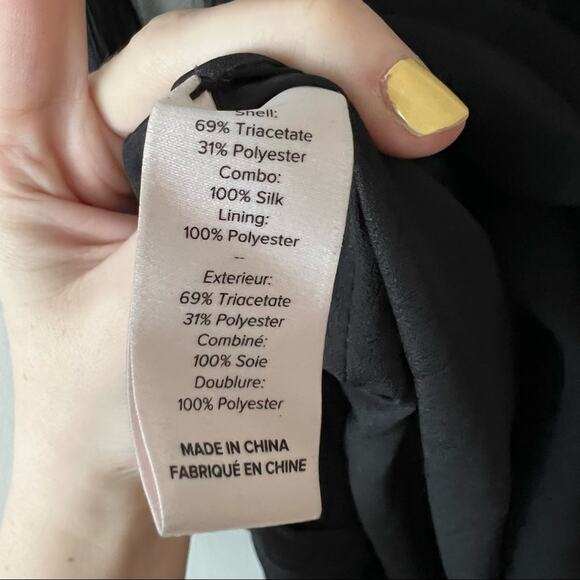 Shell:
69% Triacetate
31% Polyester
Combo:
100% Silk
Lining:
100% Polyester
--
Exterieur:
69% Triacetate
31% Polyester
Combiné:
100% Soie
Doublure:
100% Polyester
MADE IN CHINA
FABRIQUÉ EN CHINE